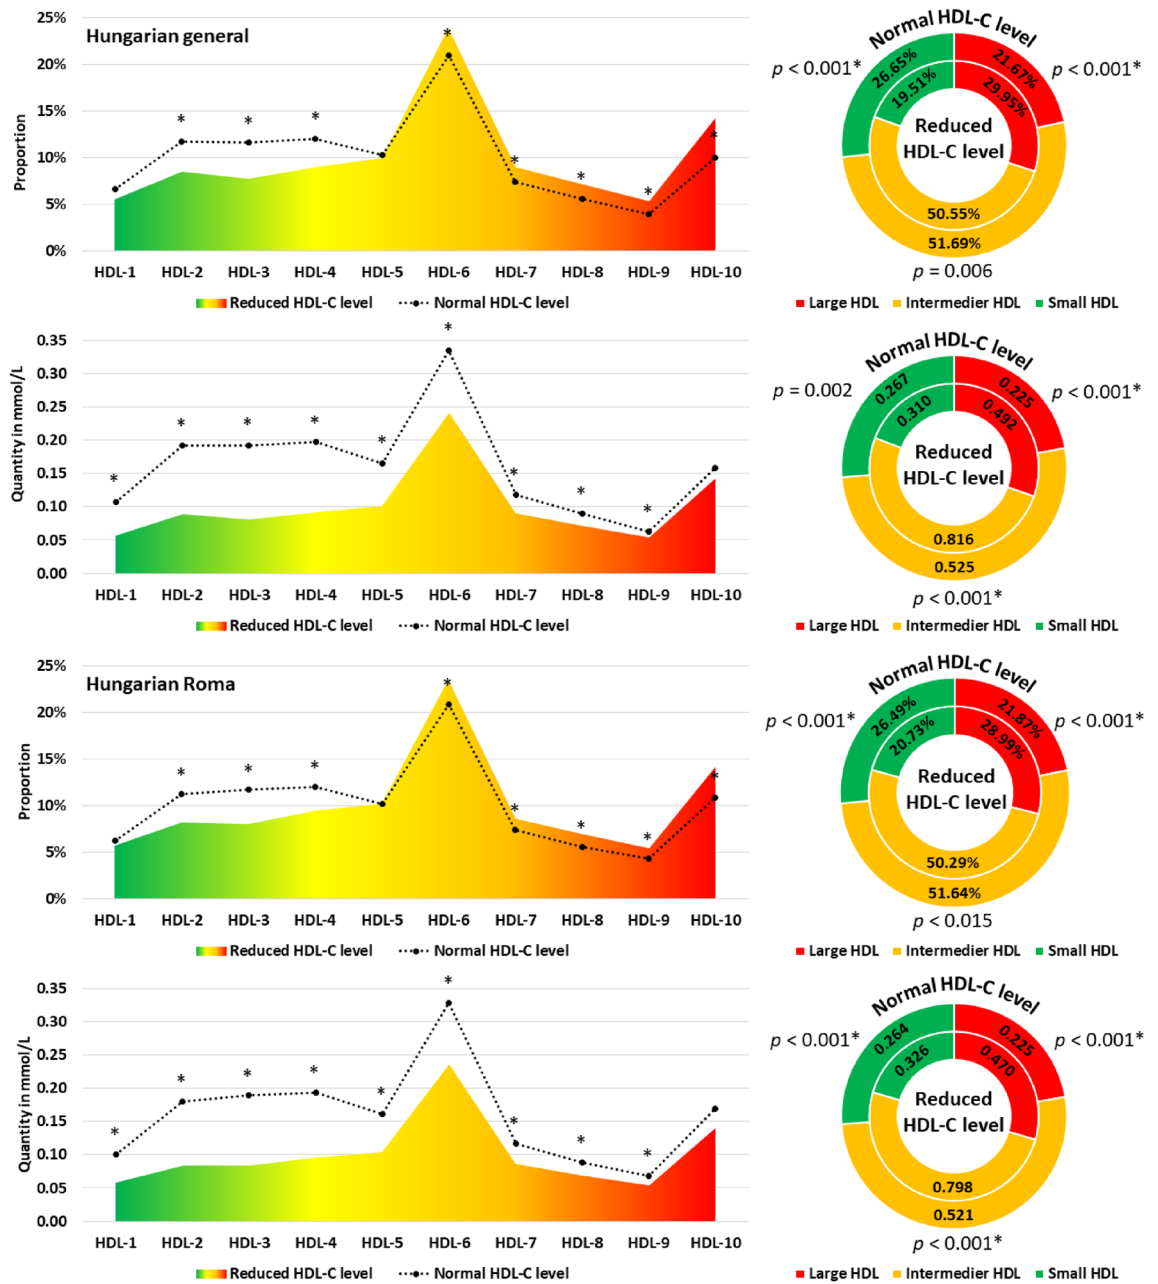 Hungarian general
Proportion
25%
20%
15%
10%
5%
0%
* * * * * * * *
HDL-1 HDL-2 HDL-3 HDL-4 HDL-5 HDL-6 HDL-7 HDL-8 HDL-9 HDL-10
Reduced HDL-C level Normal HDL-C level
Normal HDL-C level
p < 0.001* p < 0.001*
26.65% 21.67%
19.51% 29.95%
Reduced
HDL-C level
50.55%
51.69%
p = 0.006
Large HDL Intermedier HDL Small HDL
Quantity in mmol/L
0.35
0.30
0.25
0.20
0.15
0.10
0.05
0.00
* * * * * * * * *
HDL-1 HDL-2 HDL-3 HDL-4 HDL-5 HDL-6 HDL-7 HDL-8 HDL-9 HDL-10
Reduced HDL-C level Normal HDL-C level
Normal HDL-C level
p = 0.002 p < 0.001*
0.267 0.225
0.310 0.492
Reduced
HDL-C level
0.816
0.525
p < 0.001*
Large HDL Intermedier HDL Small HDL
Hungarian Roma
Proportion
25%
20%
15%
10%
5%
0%
* * * * * * * *
HDL-1 HDL-2 HDL-3 HDL-4 HDL-5 HDL-6 HDL-7 HDL-8 HDL-9 HDL-10
Reduced HDL-C level Normal HDL-C level
Normal HDL-C level
p < 0.001* p < 0.001*
26.49% 21.87%
20.73% 28.99%
Reduced
HDL-C level
50.29%
51.64%
p < 0.015
Large HDL Intermedier HDL Small HDL
Quantity in mmol/L
0.35
0.30
0.25
0.20
0.15
0.10
0.05
0.00
* * * * * * * * *
HDL-1 HDL-2 HDL-3 HDL-4 HDL-5 HDL-6 HDL-7 HDL-8 HDL-9 HDL-10
Reduced HDL-C level Normal HDL-C level
Normal HDL-C level
p < 0.001* p < 0.001*
0.264 0.225
0.326 0.470
Reduced
HDL-C level
0.798
0.521
p < 0.001*
Large HDL Intermedier HDL Small HDL